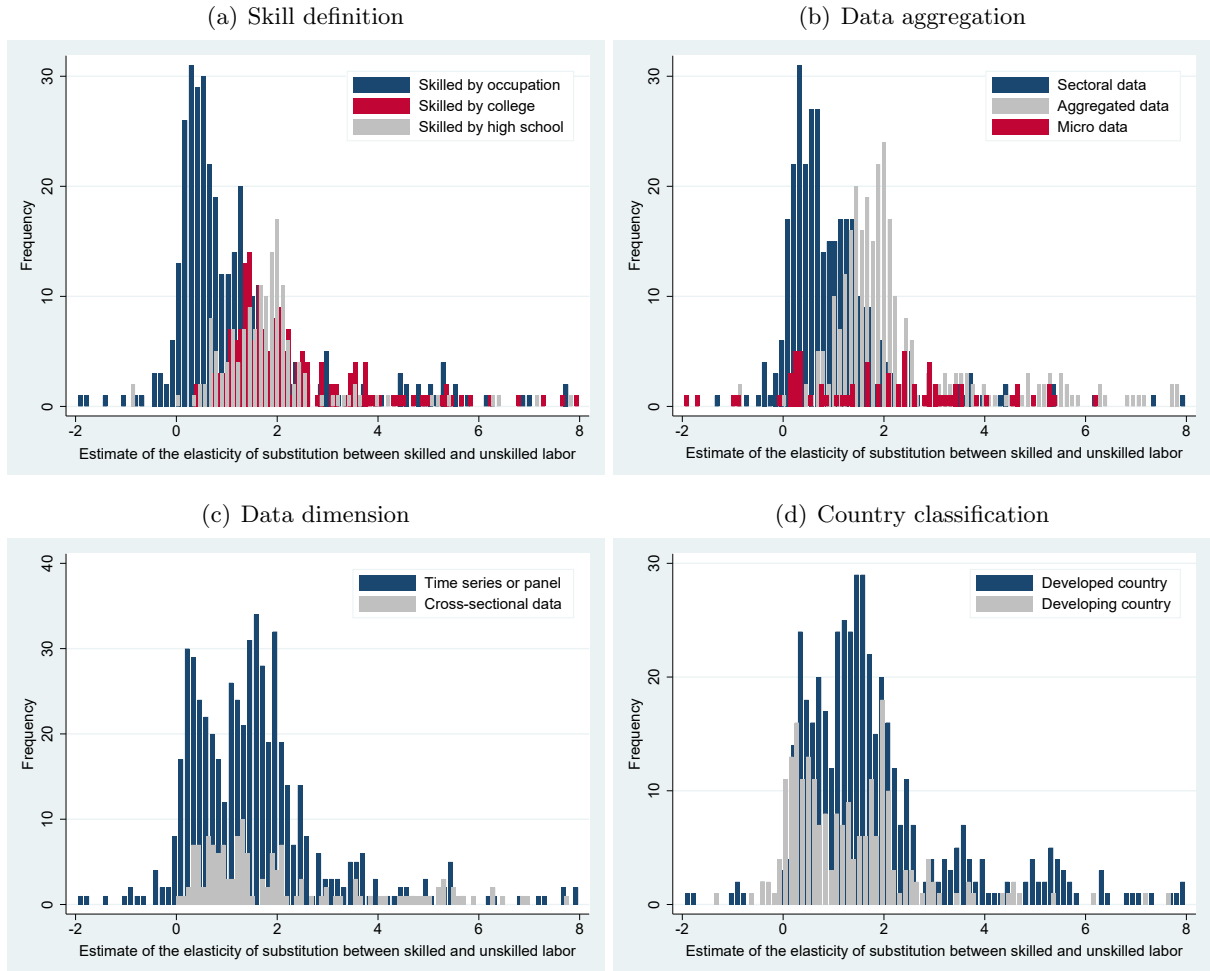 (a) Skill definition
Skilled by occupation
Skilled by college
Skilled by high school
Frequency
30
20
10
0
-2 0 2 4 6 8
Estimate of the elasticity of substitution between skilled and unskilled labor
(b) Data aggregation
Sectoral data
Aggregated data
Micro data
Frequency
30
20
10
0
-2 0 2 4 6 8
Estimate of the elasticity of substitution between skilled and unskilled labor
(c) Data dimension
Time series or panel
Cross-sectional data
Frequency
40
30
20
10
0
-2 0 2 4 6 8
Estimate of the elasticity of substitution between skilled and unskilled labor
(d) Country classification
Developed country
Developing country
Frequency
30
20
10
0
-2 0 2 4 6 8
Estimate of the elasticity of substitution between skilled and unskilled labor